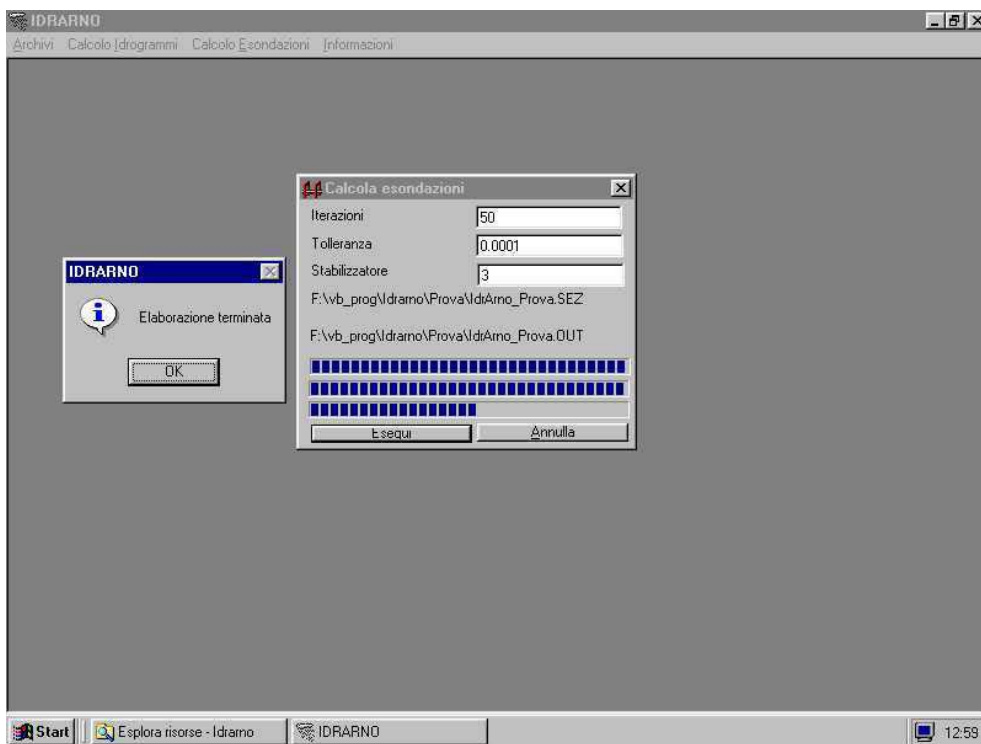 IDRARNO
Archivi Calcolo Idrogrammi Calcolo Esondazioni Informazioni
Calcola esondazioni
Iterazioni 50
Tolleranza 0.0001
Stabilizzatore 3
F:\vb_prog\Idrarno\Prova\IdrArno_Prova.SEZ
F:\vb_prog\Idrarno\Prova\IdrArno_Prova.OUT
Esegui Annulla
IDRARNO
Elaborazione terminata
OK
Start Esplora risorse - Idrarno IDRARNO 12:59